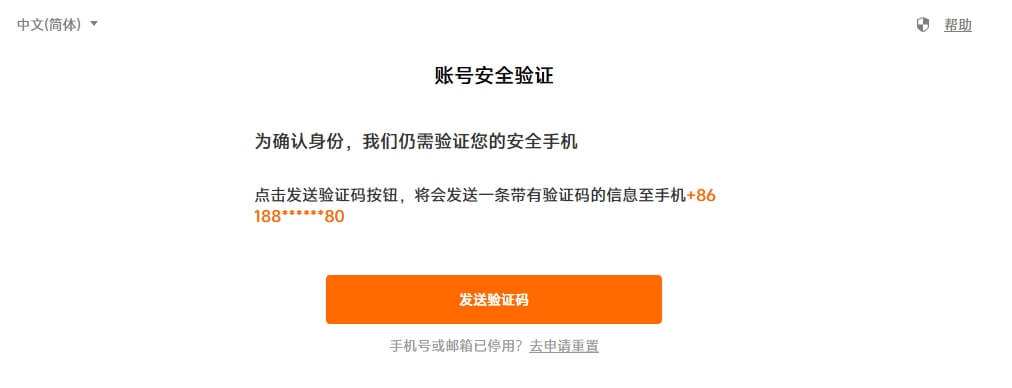 中文(简体)
帮助
账号安全验证
为确认身份，我们仍需验证您的安全手机
点击发送验证码按钮，将会发送一条带有验证码的信息至手机+86
188******80
发送验证码
手机号或邮箱已停用？去申请重置